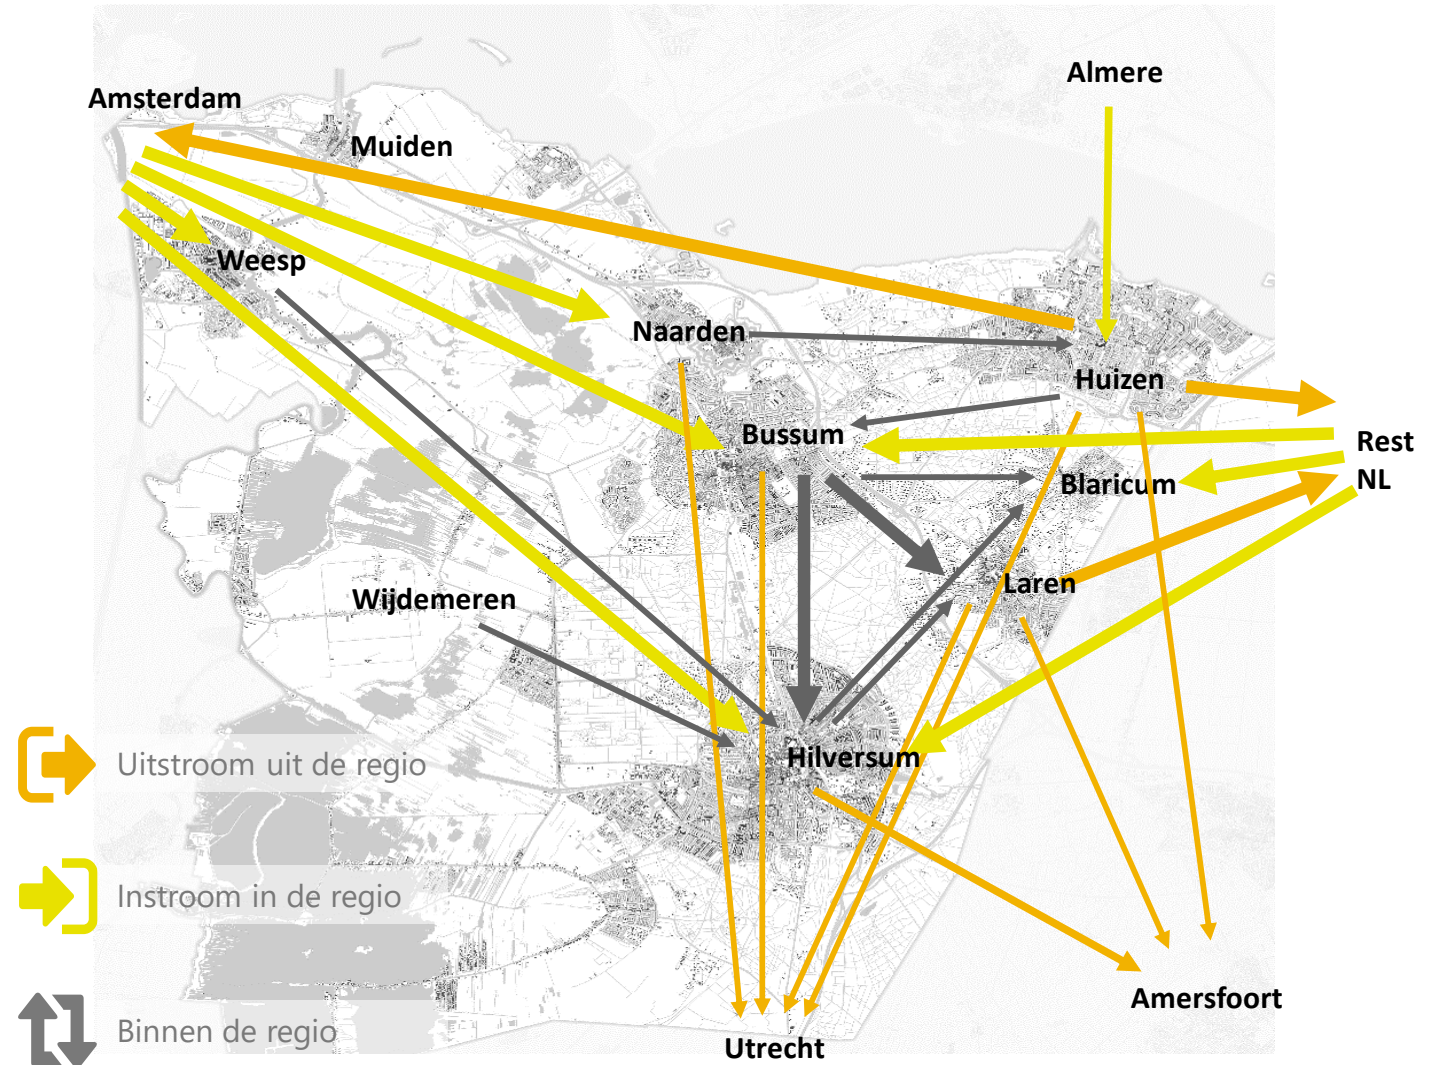 Almere
Amsterdam
Muiden
Weesp
Naarden
Huizen
Bussum
Rest
NL
Blaricum
Laren
Wijdemeren
Hilversum
Uitstroom uit de regio
Instroom in de regio
Amersfoort
Binnen de regio
Utrecht